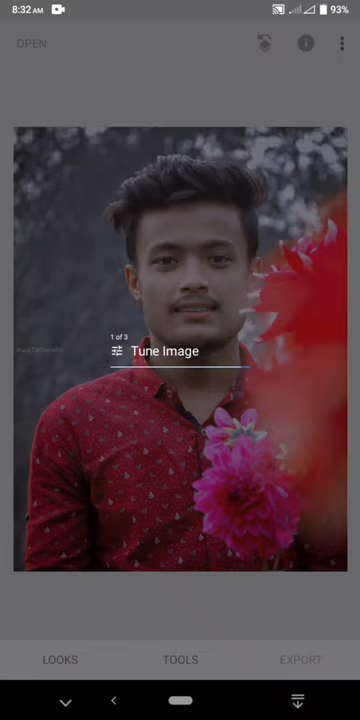 8:32 AM 93%
OPEN
1 of 3
Tune Image
LOOKS TOOLS EXPORT